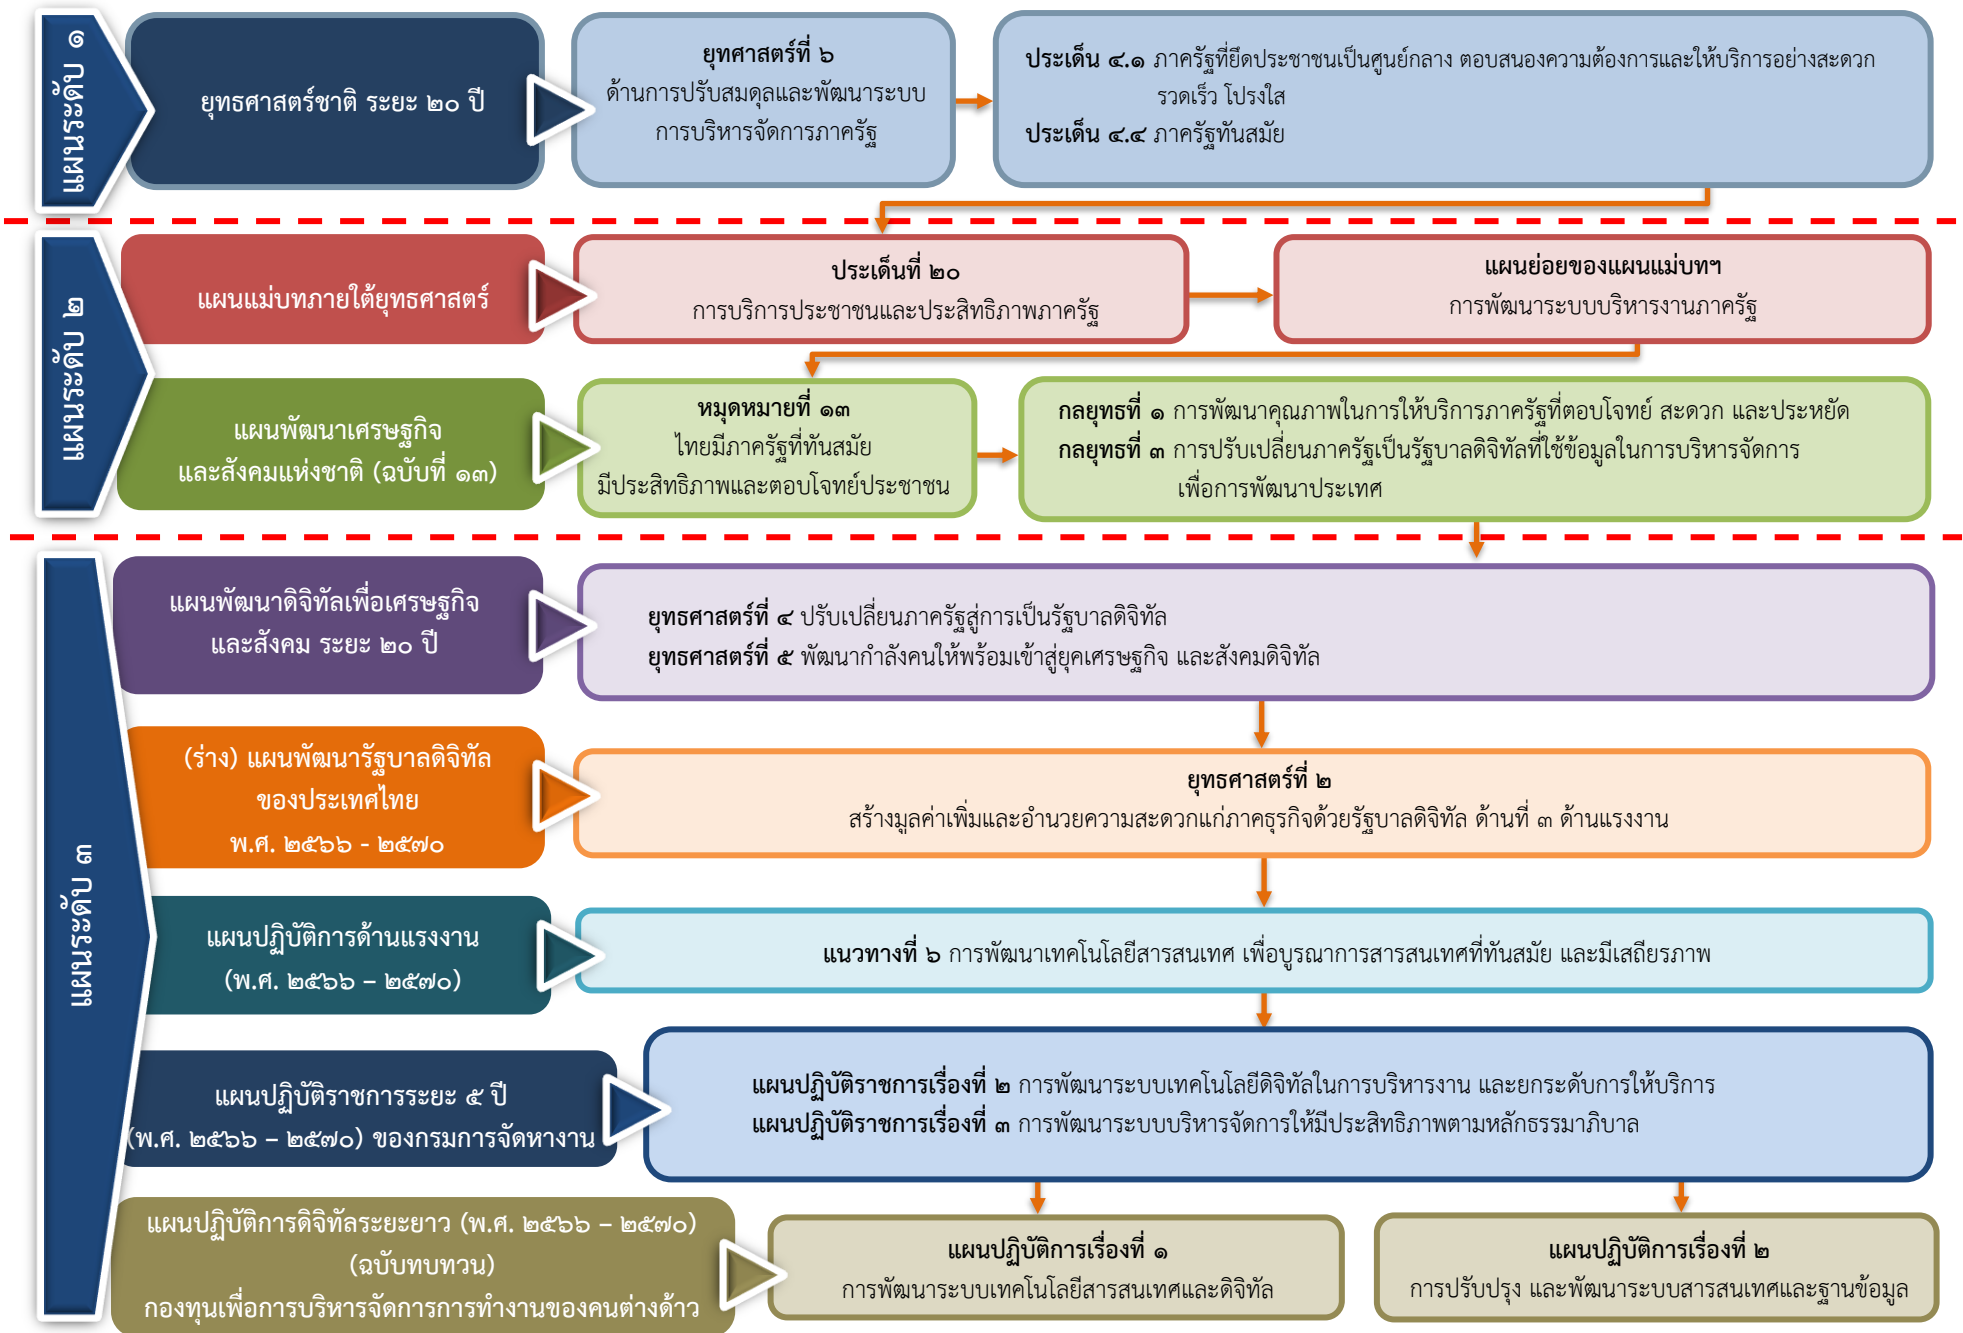 แผนระดับ ๑
ยุทธศาสตร์ชาติ ระยะ ๒๐ ปี
ยุทศาสตร์ที่ ๖
ด้านการปรับสมดุลและพัฒนาระบบ
การบริหารจัดการภาครัฐ
ประเด็น ๔.๑ ภาครัฐที่ยึดประชาชนเป็นศูนย์กลาง ตอบสนองความต้องการและให้บริการอย่างสะดวก
รวดเร็ว โปรงใส
ประเด็น ๔.๔ ภาครัฐทันสมัย
แผนระดับ ๒
แผนแม่บทภายใต้ยุทธศาสตร์
ประเด็นที่ ๒๐
การบริการประชาชนและประสิทธิภาพภาครัฐ
แผนย่อยของแผนแม่บทฯ
การพัฒนาระบบบริหารงานภาครัฐ
แผนพัฒนาเศรษฐกิจ
และสังคมแห่งชาติ (ฉบับที่ ๑๓)
หมุดหมายที่ ๑๓
ไทยมีภาครัฐที่ทันสมัย
มีประสิทธิภาพและตอบโจทย์ประชาชน
กลยุทธที่ ๑ การพัฒนาคุณภาพในการให้บริการภาครัฐที่ตอบโจทย์ สะดวก และประหยัด
กลยุทธที่ ๓ การปรับเปลี่ยนภาครัฐเป็นรัฐบาลดิจิทัลที่ใช้ข้อมูลในการบริหารจัดการ
เพื่อการพัฒนาประเทศ
แผนระดับ ๓
แผนพัฒนาดิจิทัลเพื่อเศรษฐกิจ
และสังคม ระยะ ๒๐ ปี
ยุทธศาสตร์ที่ ๔ ปรับเปลี่ยนภาครัฐสู่การเป็นรัฐบาลดิจิทัล
ยุทธศาสตร์ที่ ๕ พัฒนากำลังคนให้พร้อมเข้าสู่ยุคเศรษฐกิจ และสังคมดิจิทัล
(ร่าง) แผนพัฒนารัฐบาลดิจิทัล
ของประเทศไทย
พ.ศ. ๒๕๖๖ - ๒๕๗๐
ยุทธศาสตร์ที่ ๒
สร้างมูลค่าเพิ่มและอำนวยความสะดวกแก่ภาคธุรกิจด้วยรัฐบาลดิจิทัล ด้านที่ ๓ ด้านแรงงาน
แผนปฏิบัติการด้านแรงงาน
(พ.ศ. ๒๕๖๖ – ๒๕๗๐)
แนวทางที่ ๖ การพัฒนาเทคโนโลยีสารสนเทศ เพื่อบูรณาการสารสนเทศที่ทันสมัย และมีเสถียรภาพ
แผนปฏิบัติราชการระยะ ๕ ปี
(พ.ศ. ๒๕๖๖ – ๒๕๗๐) ของกรมการจัดหางาน
แผนปฏิบัติราชการเรื่องที่ ๒ การพัฒนาระบบเทคโนโลยีดิจิทัลในการบริหารงาน และยกระดับการให้บริการ
แผนปฏิบัติราชการเรื่องที่ ๓ การพัฒนาระบบบริหารจัดการให้มีประสิทธิภาพตามหลักธรรมาภิบาล
แผนปฏิบัติการดิจิทัลระยะยาว (พ.ศ. ๒๕๖๖ – ๒๕๗๐)
(ฉบับทบทวน)
กองทุนเพื่อการบริหารจัดการการทำงานของคนต่างด้าว
แผนปฏิบัติการเรื่องที่ ๑
การพัฒนาระบบเทคโนโลยีสารสนเทศและดิจิทัล
แผนปฏิบัติการเรื่องที่ ๒
การปรับปรุง และพัฒนาระบบสารสนเทศและฐานข้อมูล